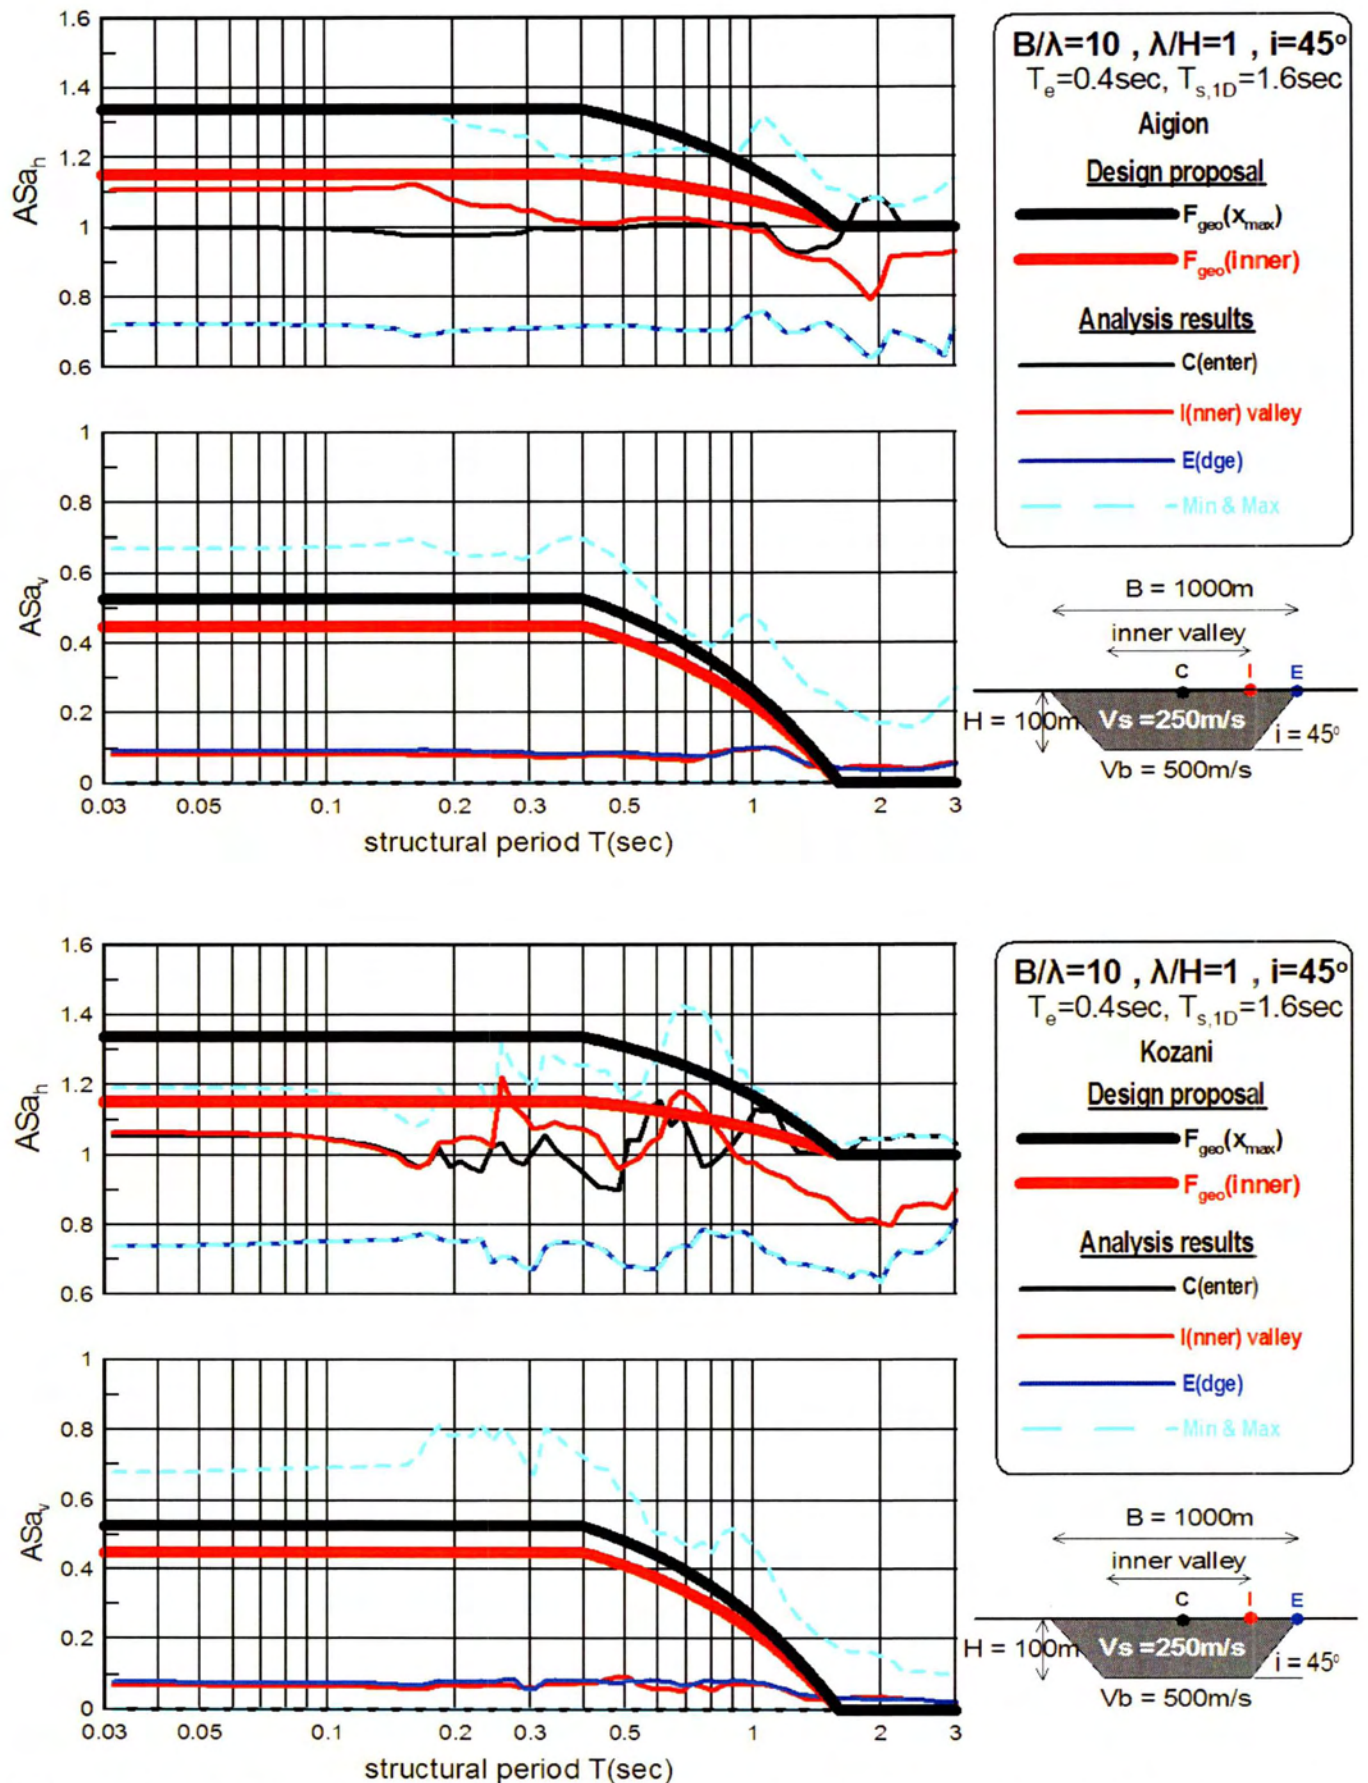 1.6
1.4
1.2
1
0.8
0.6
ASa_h
B/λ=10 , λ/H=1 , i=45°
T_e=0.4sec, T_s,1D=1.6sec
Aigion
Design proposal
F_geo(x_max)
F_geo(inner)
Analysis results
C(enter)
I(nner) valley
E(dge)
Min & Max
1
0.8
0.6
0.4
0.2
0
ASa_v
0.03 0.05 0.1 0.2 0.3 0.5 1 2 3
structural period T(sec)
B = 1000m
inner valley
C I E
H = 100m Vs =250m/s i = 45°
Vb = 500m/s
1.6
1.4
1.2
1
0.8
0.6
ASa_h
B/λ=10 , λ/H=1 , i=45°
T_e=0.4sec, T_s,1D=1.6sec
Kozani
Design proposal
F_geo(x_max)
F_geo(inner)
Analysis results
C(enter)
I(nner) valley
E(dge)
Min & Max
1
0.8
0.6
0.4
0.2
0
ASa_v
0.03 0.05 0.1 0.2 0.3 0.5 1 2 3
structural period T(sec)
B = 1000m
inner valley
C I E
H = 100m Vs =250m/s i = 45°
Vb = 500m/s